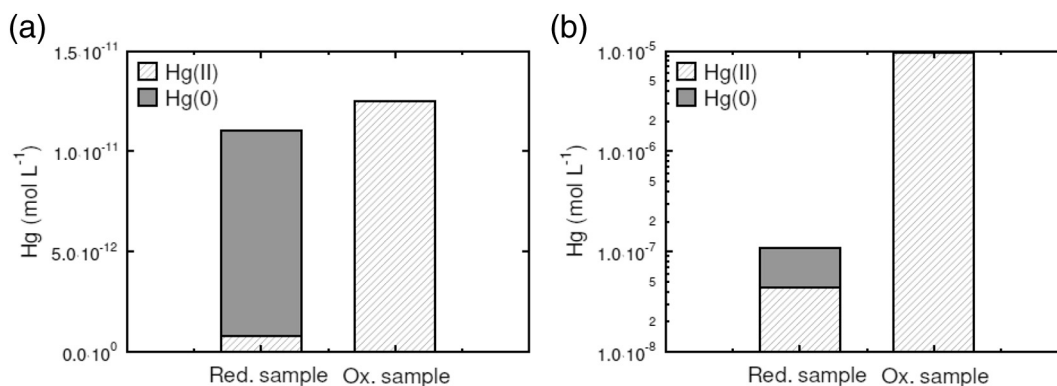 (a)
Hg (mol L⁻¹)
1.5·10⁻¹¹
1.0·10⁻¹¹
5.0·10⁻¹²
0.0·10⁰
Hg(II)
Hg(0)
Red. sample Ox. sample
(b)
Hg (mol L⁻¹)
1.0·10⁻⁵
5
2
1.0·10⁻⁶
5
2
1.0·10⁻⁷
5
2
1.0·10⁻⁸
Hg(II)
Hg(0)
Red. sample Ox. sample